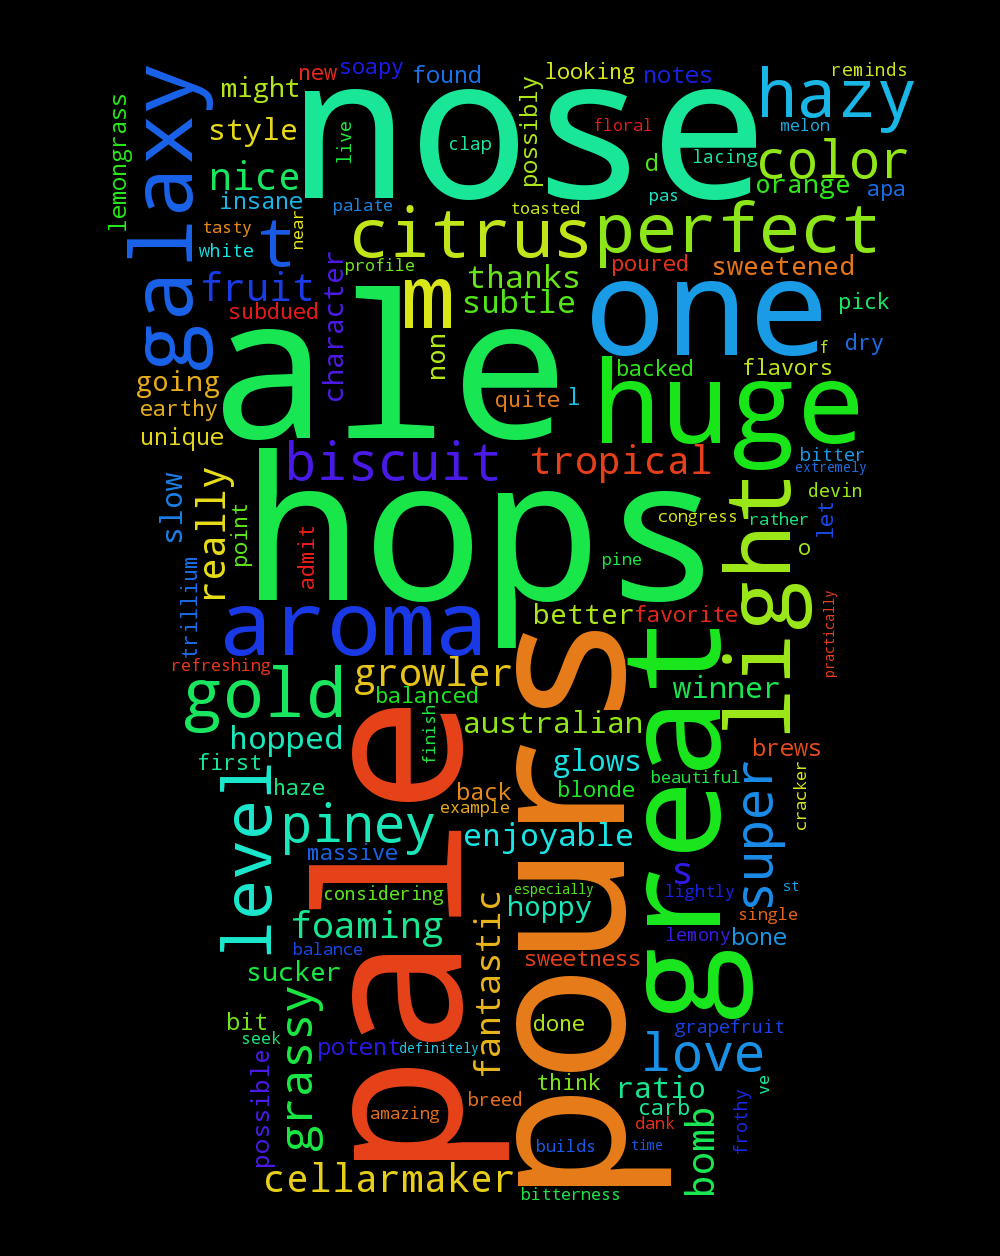 nose
ale
hops
pale
pours
great
one
huge
light
galaxy
hazy
color
perfect
citrus
m
t
aroma
gold
level
piney
biscuit
tropical
soapy
new
might
found
looking
notes
reminds
melon
floral
possibly
live
clap
lacing
d
orange
apa
pas
style
nice
insane
palate
toasted
lemongrass
tasty
white
near
fruit
subdued
character
profile
thanks
subtle
non
poured
sweetened
pick
f
dry
flavors
backed
going
earthy
unique
quite
l
bitter
extremely
devin
congress
rather
let
o
pine
slow
really
point
admit
trillium
refreshing
better
favorite
practically
growler
balanced
winner
australian
finish
hopped
first
haze
glows
beautiful
brews
cracker
blonde
back
example
enjoyable
massive
super
s
lightly
st
considering
especially
hoppy
single
foaming
balance
fantastic
lemony
bone
sucker
sweetness
grassy
bit
seek
potent
definitely
done
grapefruit
love
possible
amazing
breed
think
ratio
carb
dank
ve
frothy
builds
time
bomb
cellarmaker
bitterness